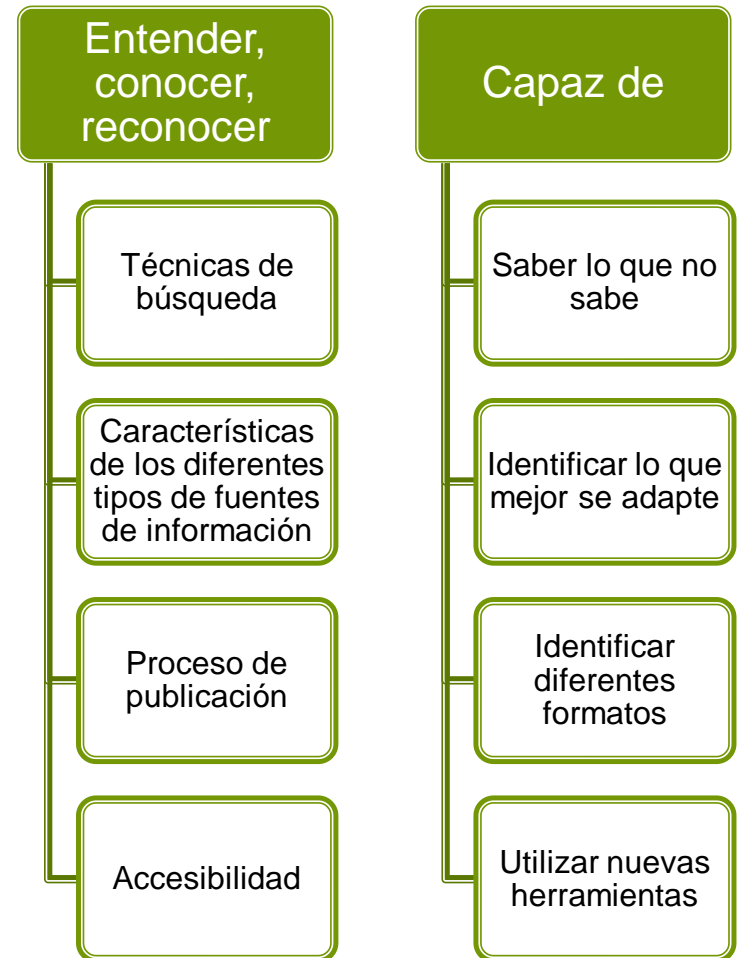 Entender,
conocer,
reconocer
Técnicas de
búsqueda
Características
de los diferentes
tipos de fuentes
de información
Proceso de
publicación
Accesibilidad
Capaz de
Saber lo que no
sabe
Identificar lo que
mejor se adapte
Identificar
diferentes
formatos
Utilizar nuevas
herramientas